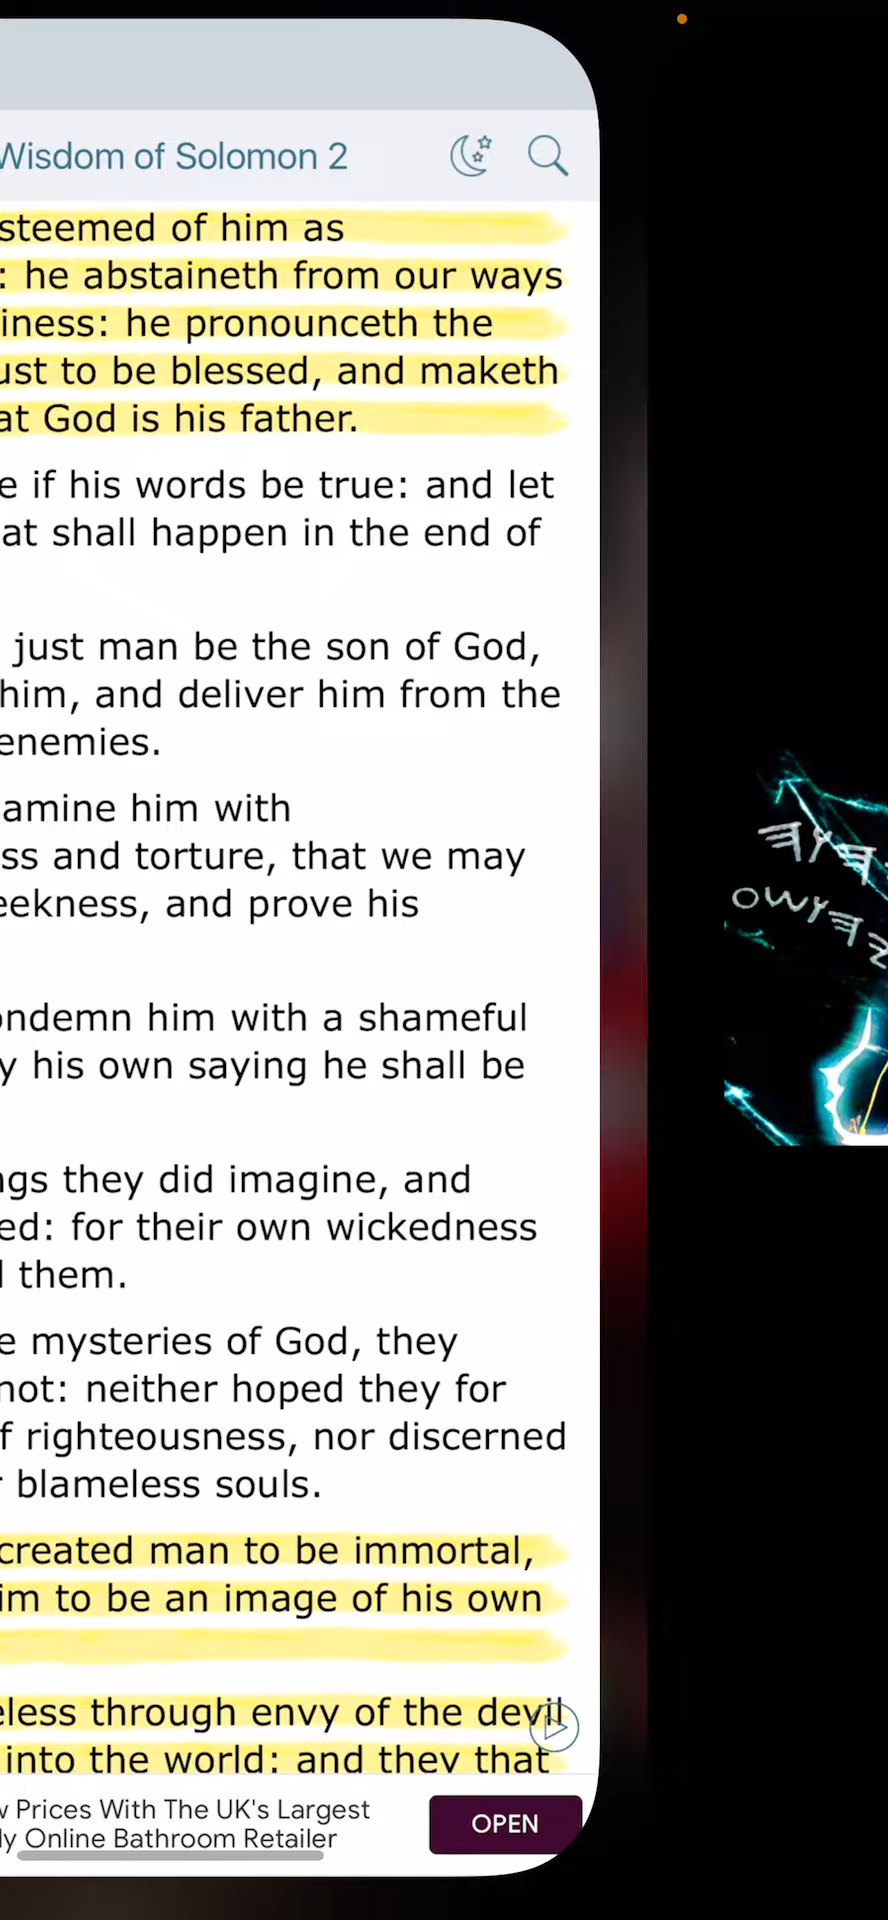 Wisdom of Solomon 2
steemed of him as
: he abstaineth from our ways
iness: he pronounceth the
ust to be blessed, and maketh
at God is his father.
e if his words be true: and let
at shall happen in the end of
just man be the son of God,
him, and deliver him from the
enemies.
amine him with
ss and torture, that we may
eekness, and prove his
ondemn him with a shameful
y his own saying he shall be
ngs they did imagine, and
ed: for their own wickedness
l them.
e mysteries of God, they
not: neither hoped they for
f righteousness, nor discerned
r blameless souls.
created man to be immortal,
im to be an image of his own
eless through envy of the devil
into the world: and they that
w Prices With The UK's Largest
ly Online Bathroom Retailer
OPEN